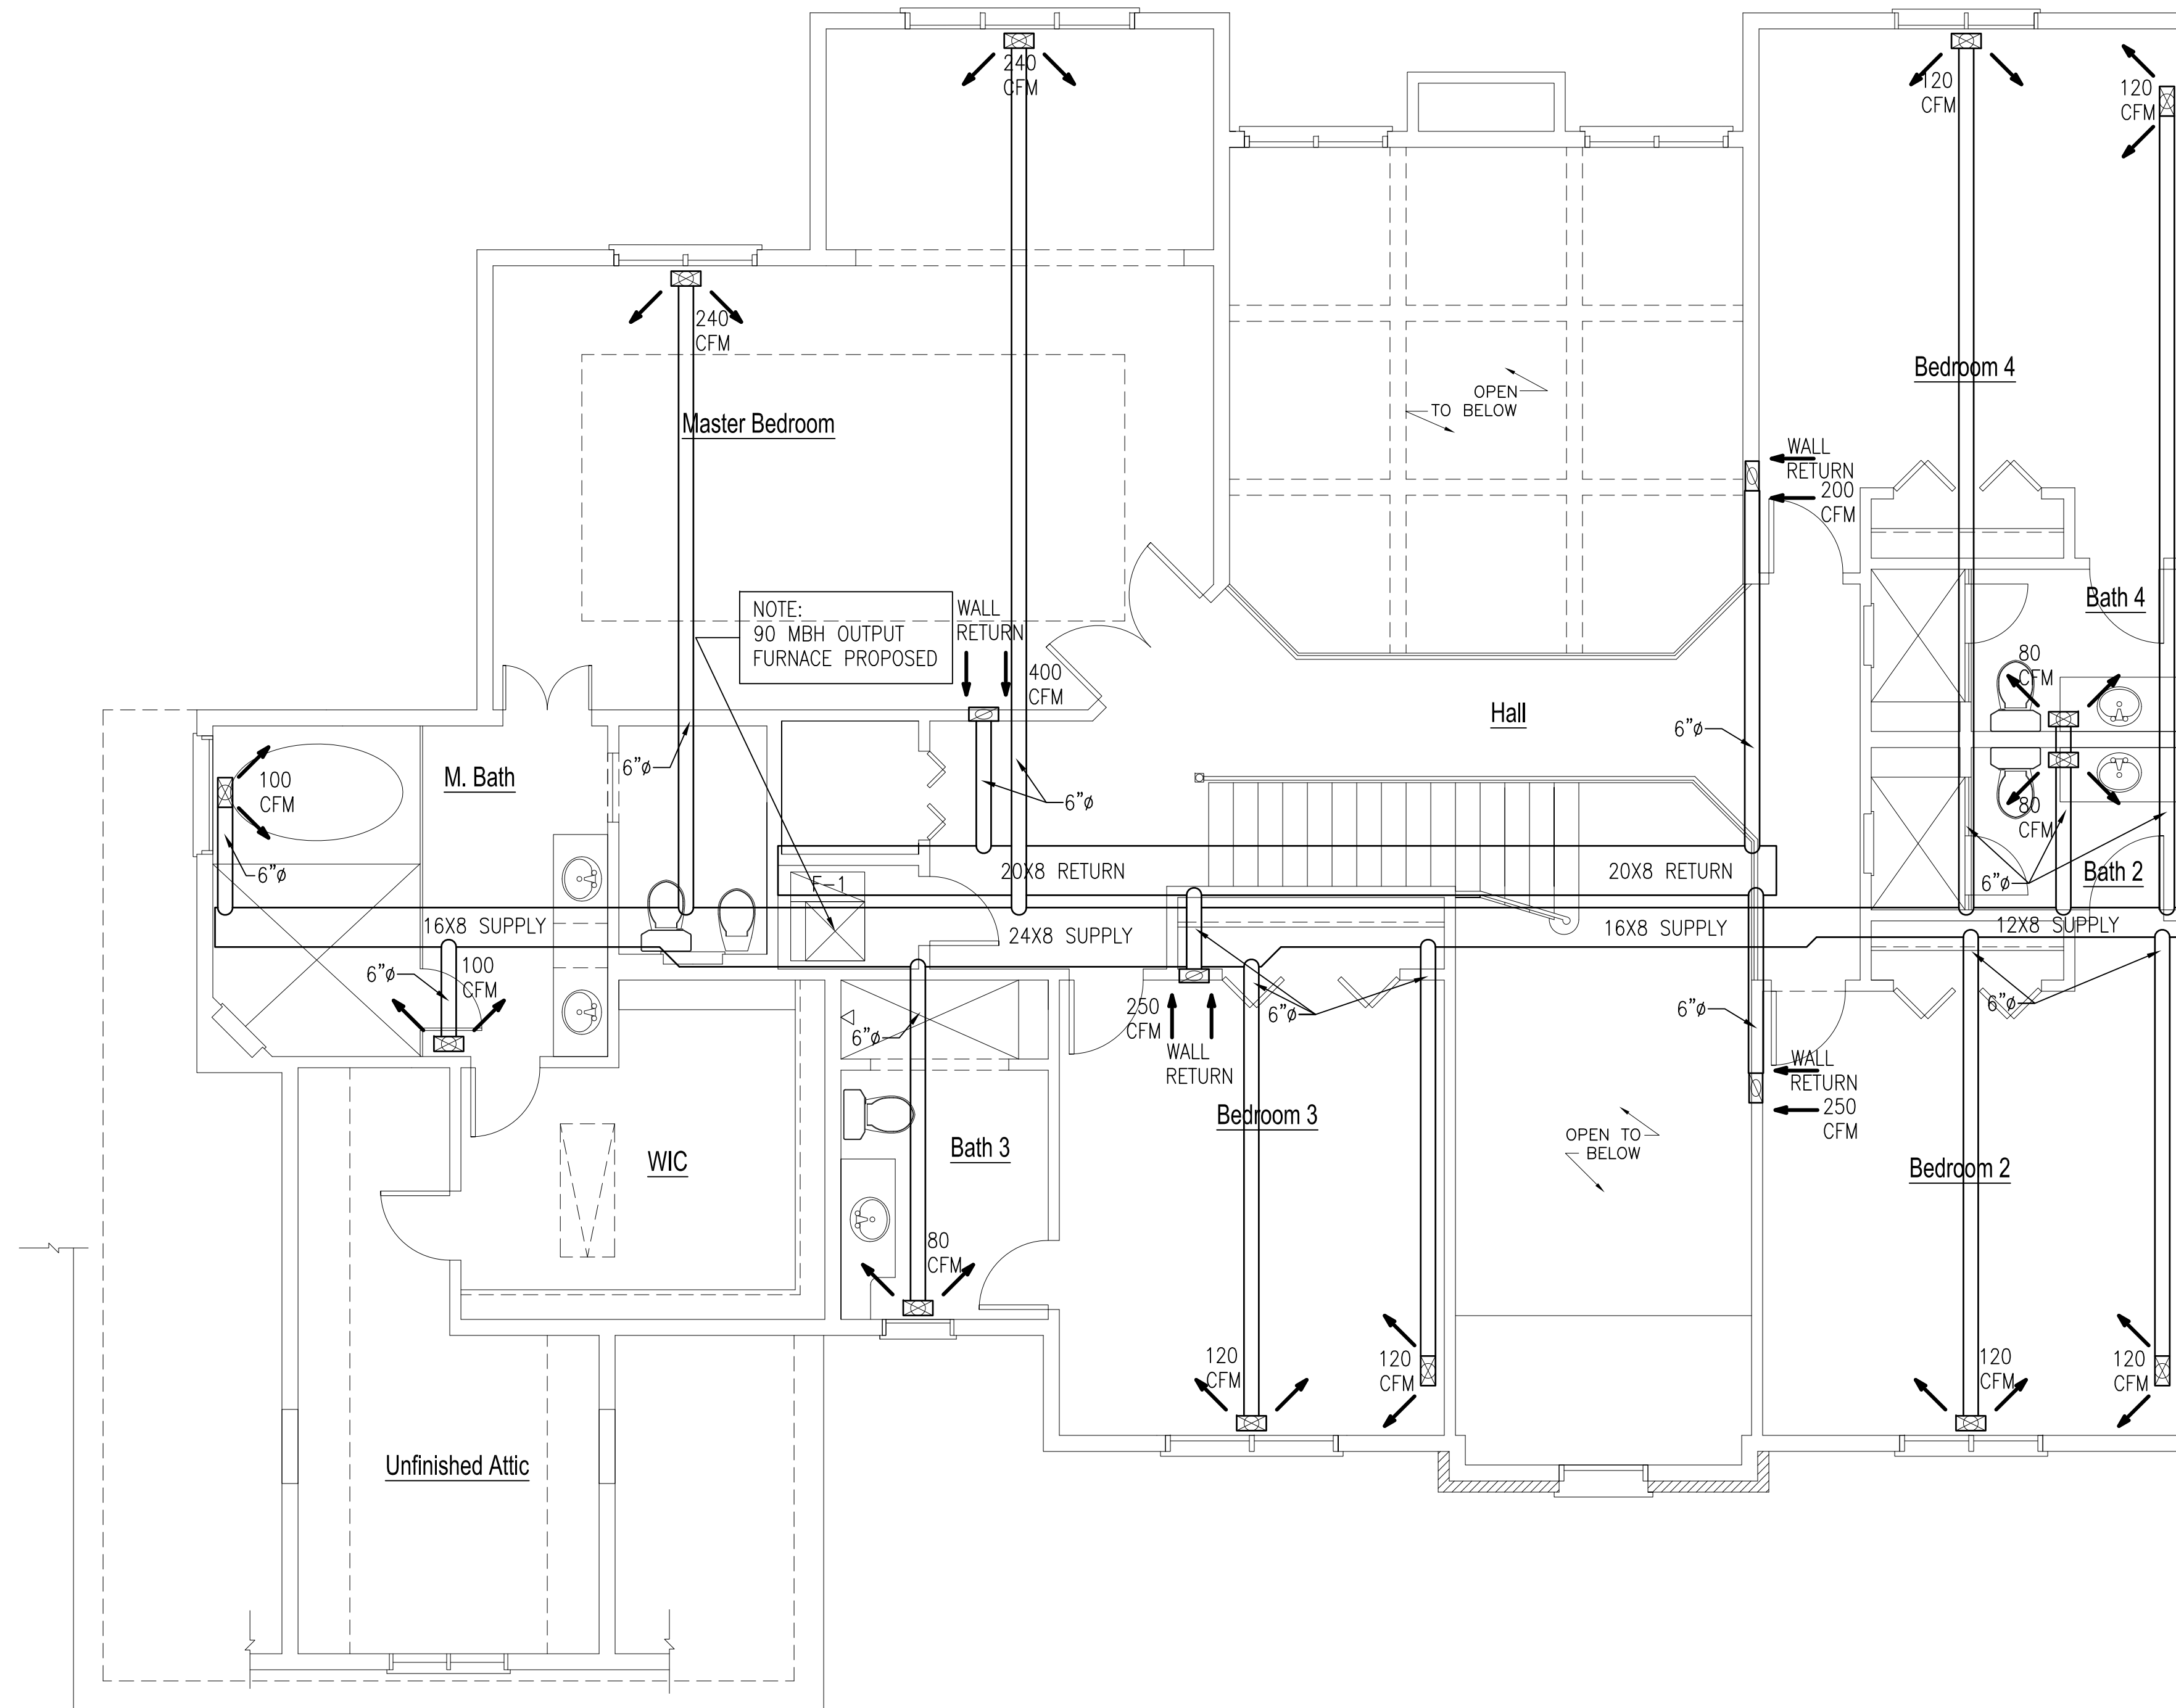 240
CFM
120
CFM
120
CFM
240
CFM
Master Bedroom
OPEN
TO BELOW
Bedroom 4
WALL
RETURN
200
CFM
NOTE:
90 MBH OUTPUT
FURNACE PROPOSED
WALL
RETURN
400
CFM
Bath 4
80
CFM
Hall
6"ø
6"ø
6"ø
100
CFM
M. Bath
6"ø
80
CFM
F-1
20X8 RETURN
20X8 RETURN
6"ø
Bath 2
16X8 SUPPLY
24X8 SUPPLY
16X8 SUPPLY
12X8 SUPPLY
6"ø
100
CFM
250
CFM
6"ø
6"ø
6"ø
6"ø
WALL
RETURN
WALL
RETURN
250
CFM
Bedroom 3
OPEN TO
BELOW
Bath 3
WIC
Bedroom 2
80
CFM
120
CFM
120
CFM
120
CFM
120
CFM
Unfinished Attic